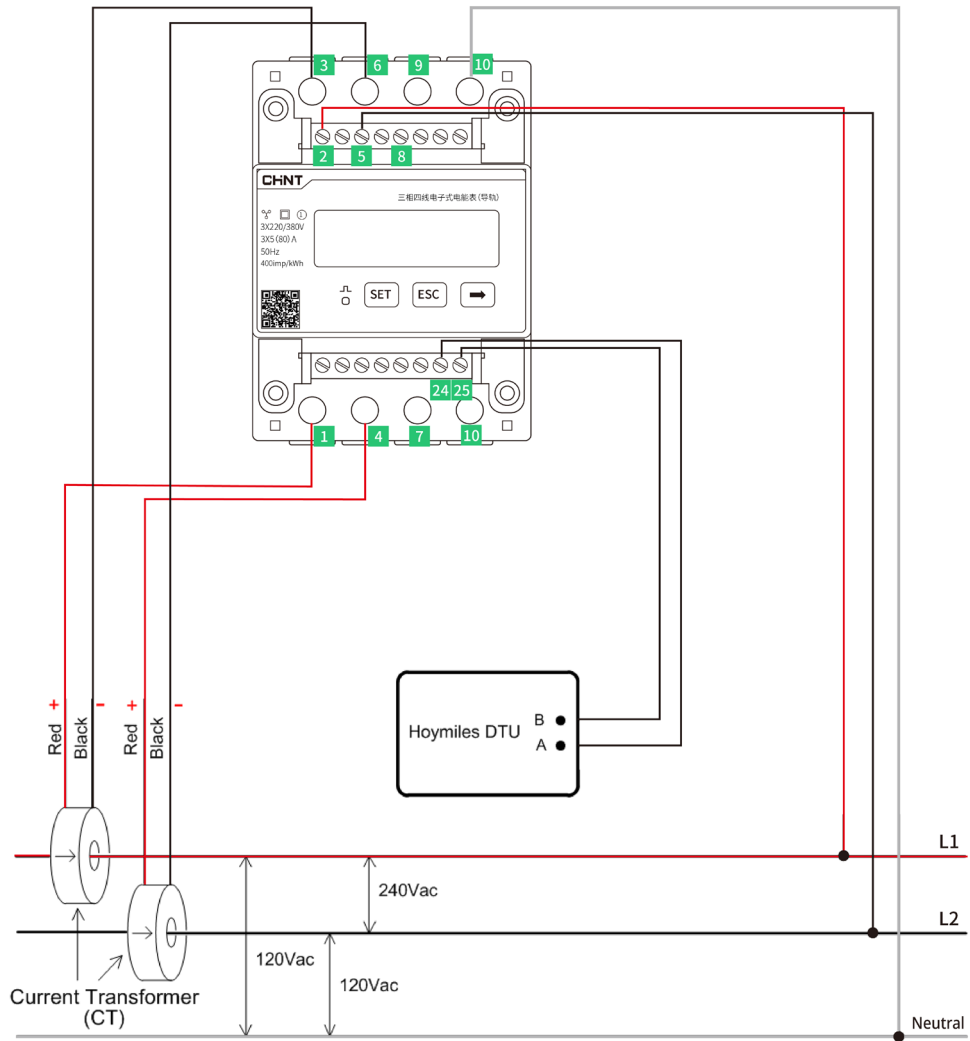 3
6
9
10
2
5
8
CHNT
三相四线电子式电能表(导轨)
3X220/380V
3X5(80)A
50Hz
400imp/kWh
SET
ESC
24
25
1
4
7
10
+
-
+
-
Red
Black
Red
Black
Hoymiles DTU
B
A
L1
240Vac
L2
120Vac
120Vac
Current Transformer
(CT)
Neutral